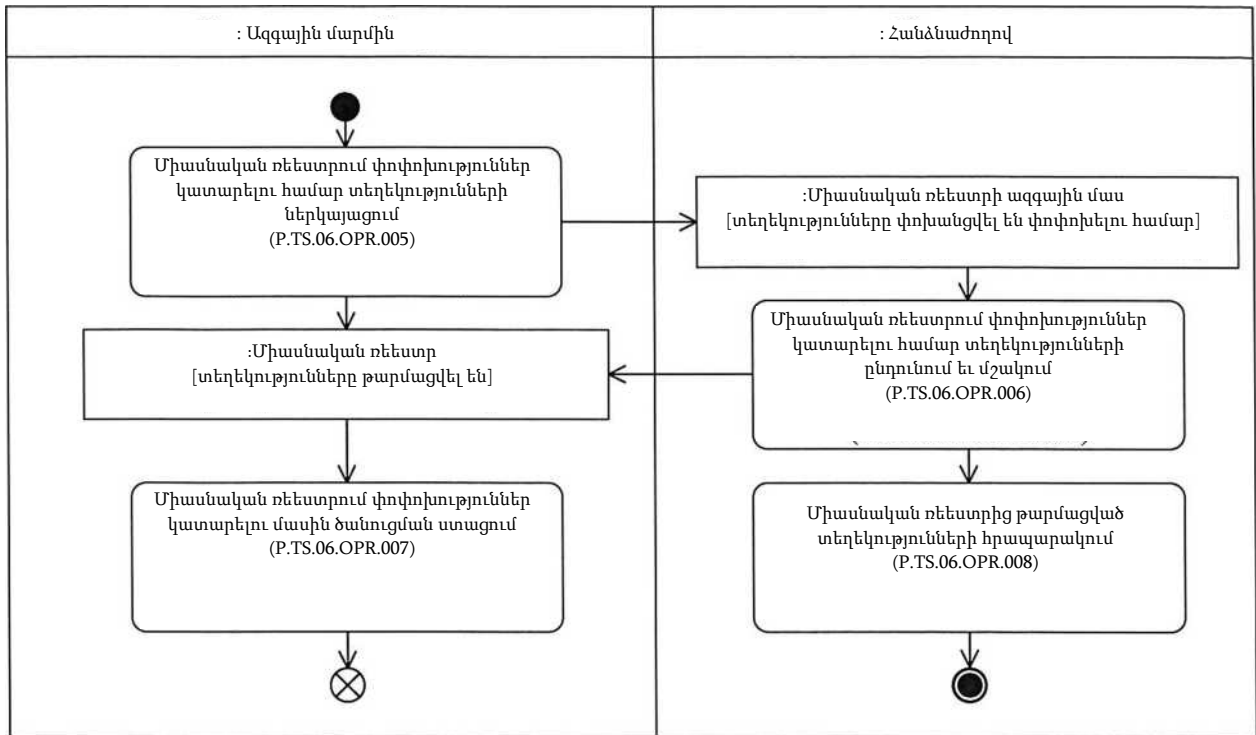 : Ազգային մարմին
: Հանձնաժողով
Միասնական ռեեստրում փոփոխություններ
կատարելու համար տեղեկությունների
ներկայացում
(P.TS.06.OPR.005)
:Միասնական ռեեստրի ազգային մաս
[տեղեկությունները փոխանցվել են փոփոխելու համար]
Միասնական ռեեստրում փոփոխություններ
կատարելու համար տեղեկությունների
ընդունում եւ մշակում
(P.TS.06.OPR.006)
:Միասնական ռեեստր
[տեղեկությունները թարմացվել են]
Միասնական ռեեստրում փոփոխություններ
կատարելու մասին ծանուցման ստացում
(P.TS.06.OPR.007)
Միասնական ռեեստրից թարմացված
տեղեկությունների հրապարակում
(P.TS.06.OPR.008)